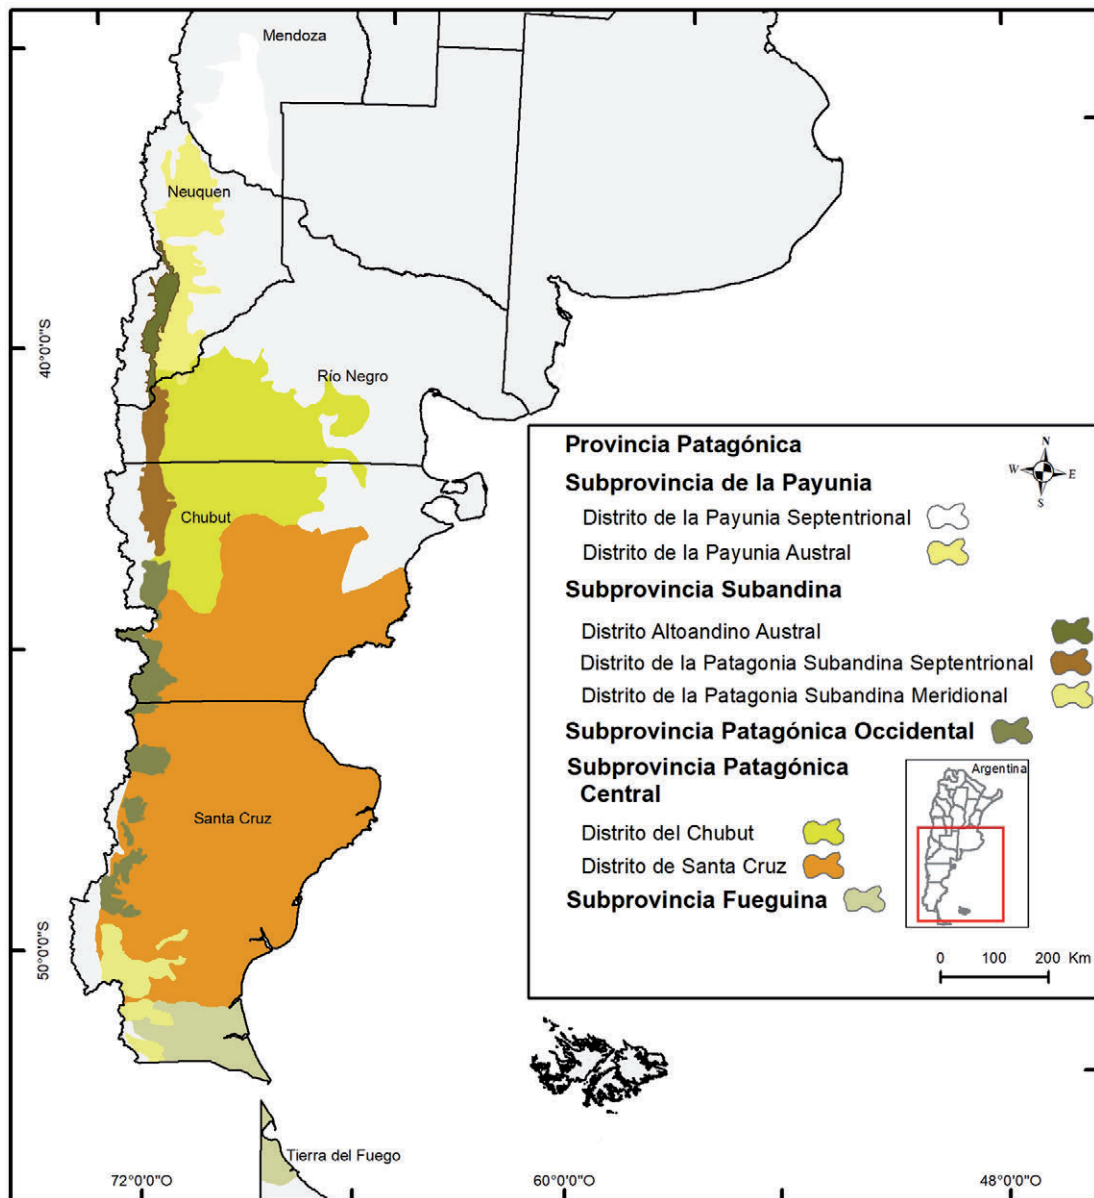 Mendoza
Neuquen
40°0'0"S
Río Negro
Chubut
Santa Cruz
50°0'0"S
Tierra del Fuego
72°0'0"O
60°0'0"O
48°0'0"O
Provincia Patagónica
Subprovincia de la Payunia
Distrito de la Payunia Septentrional
Distrito de la Payunia Austral
Subprovincia Subandina
Distrito Altoandino Austral
Distrito de la Patagonia Subandina Septentrional
Distrito de la Patagonia Subandina Meridional
Subprovincia Patagónica Occidental
Subprovincia Patagónica
Central
Distrito del Chubut
Distrito de Santa Cruz
Subprovincia Fueguina
N
W
E
S
Argentina
0 100 200 Km